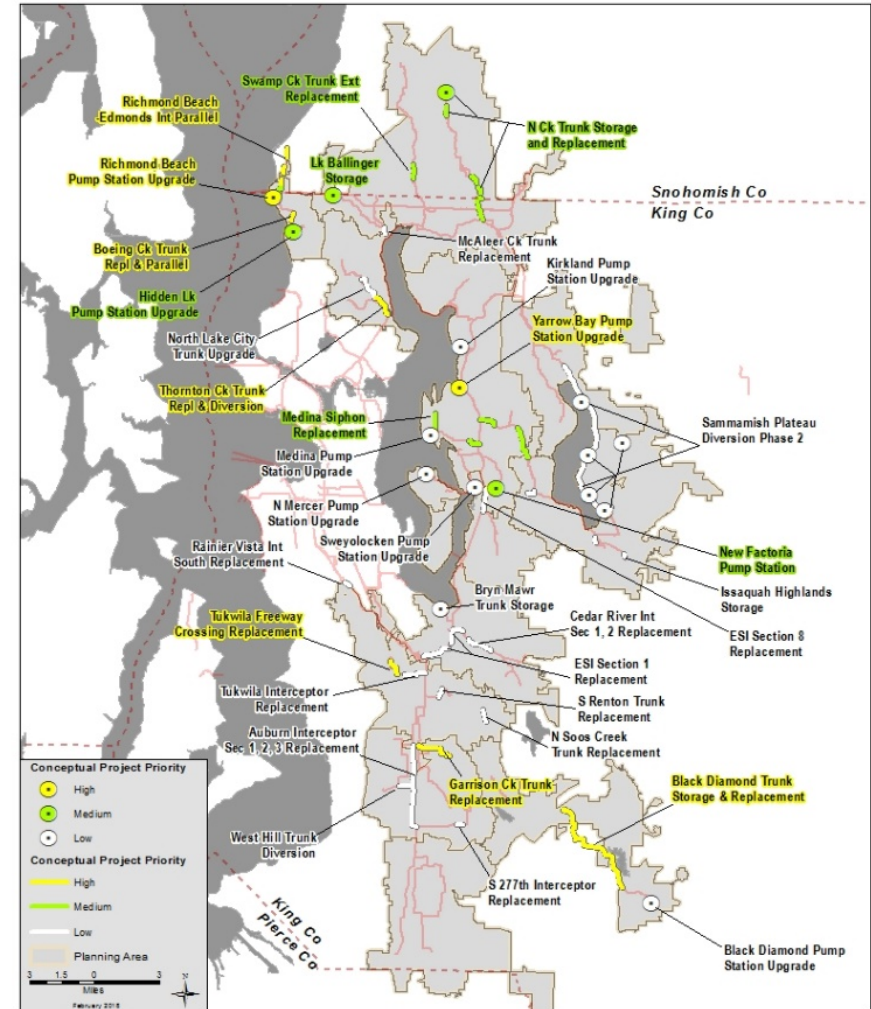 Swamp Ck Trunk Ext
Replacement
Richmond Beach
Edmonds Int Parallel
N Ck Trunk Storage
and Replacement
Richmond Beach
Pump Station Upgrade
Lk Ballinger
Storage
Snohomish Co
King Co
Boeing Ck Trunk
Repl & Parallel
McAleer Ck Trunk
Replacement
Kirkland Pump
Station Upgrade
Hidden Lk
Pump Station Upgrade
North Lake City
Trunk Upgrade
Yarrow Bay Pump
Station Upgrade
Thornton Ck Trunk
Repl & Diversion
Medina Siphon
Replacement
Sammamish Plateau
Diversion Phase 2
Medina Pump
Station Upgrade
N Mercer Pump
Station Upgrade
Sweyolocken Pump
Station Upgrade
Rainier Vista Int
South Replacement
New Factoria
Pump Station
Issaquah Highlands
Storage
Bryn Mawr
Trunk Storage
Tukwila Freeway
Crossing Replacement
Cedar River Int
Sec 1, 2 Replacement
ESI Section 8
Replacement
ESI Section 1
Replacement
Tukwila Interceptor
Replacement
S Renton Trunk
Replacement
Auburn Interceptor
Sec 1, 2, 3 Replacement
N Soos Creek
Trunk Replacement
Garrison Ck Trunk
Replacement
Black Diamond Trunk
Storage & Replacement
West Hill Trunk
Diversion
S 277th Interceptor
Replacement
King Co
Pierce Co
Black Diamond Pump
Station Upgrade
Conceptual Project Priority
High
Medium
Low
Conceptual Project Priority
High
Medium
Low
Planning Area
3 1.5 0 3
Miles
N
February 2015